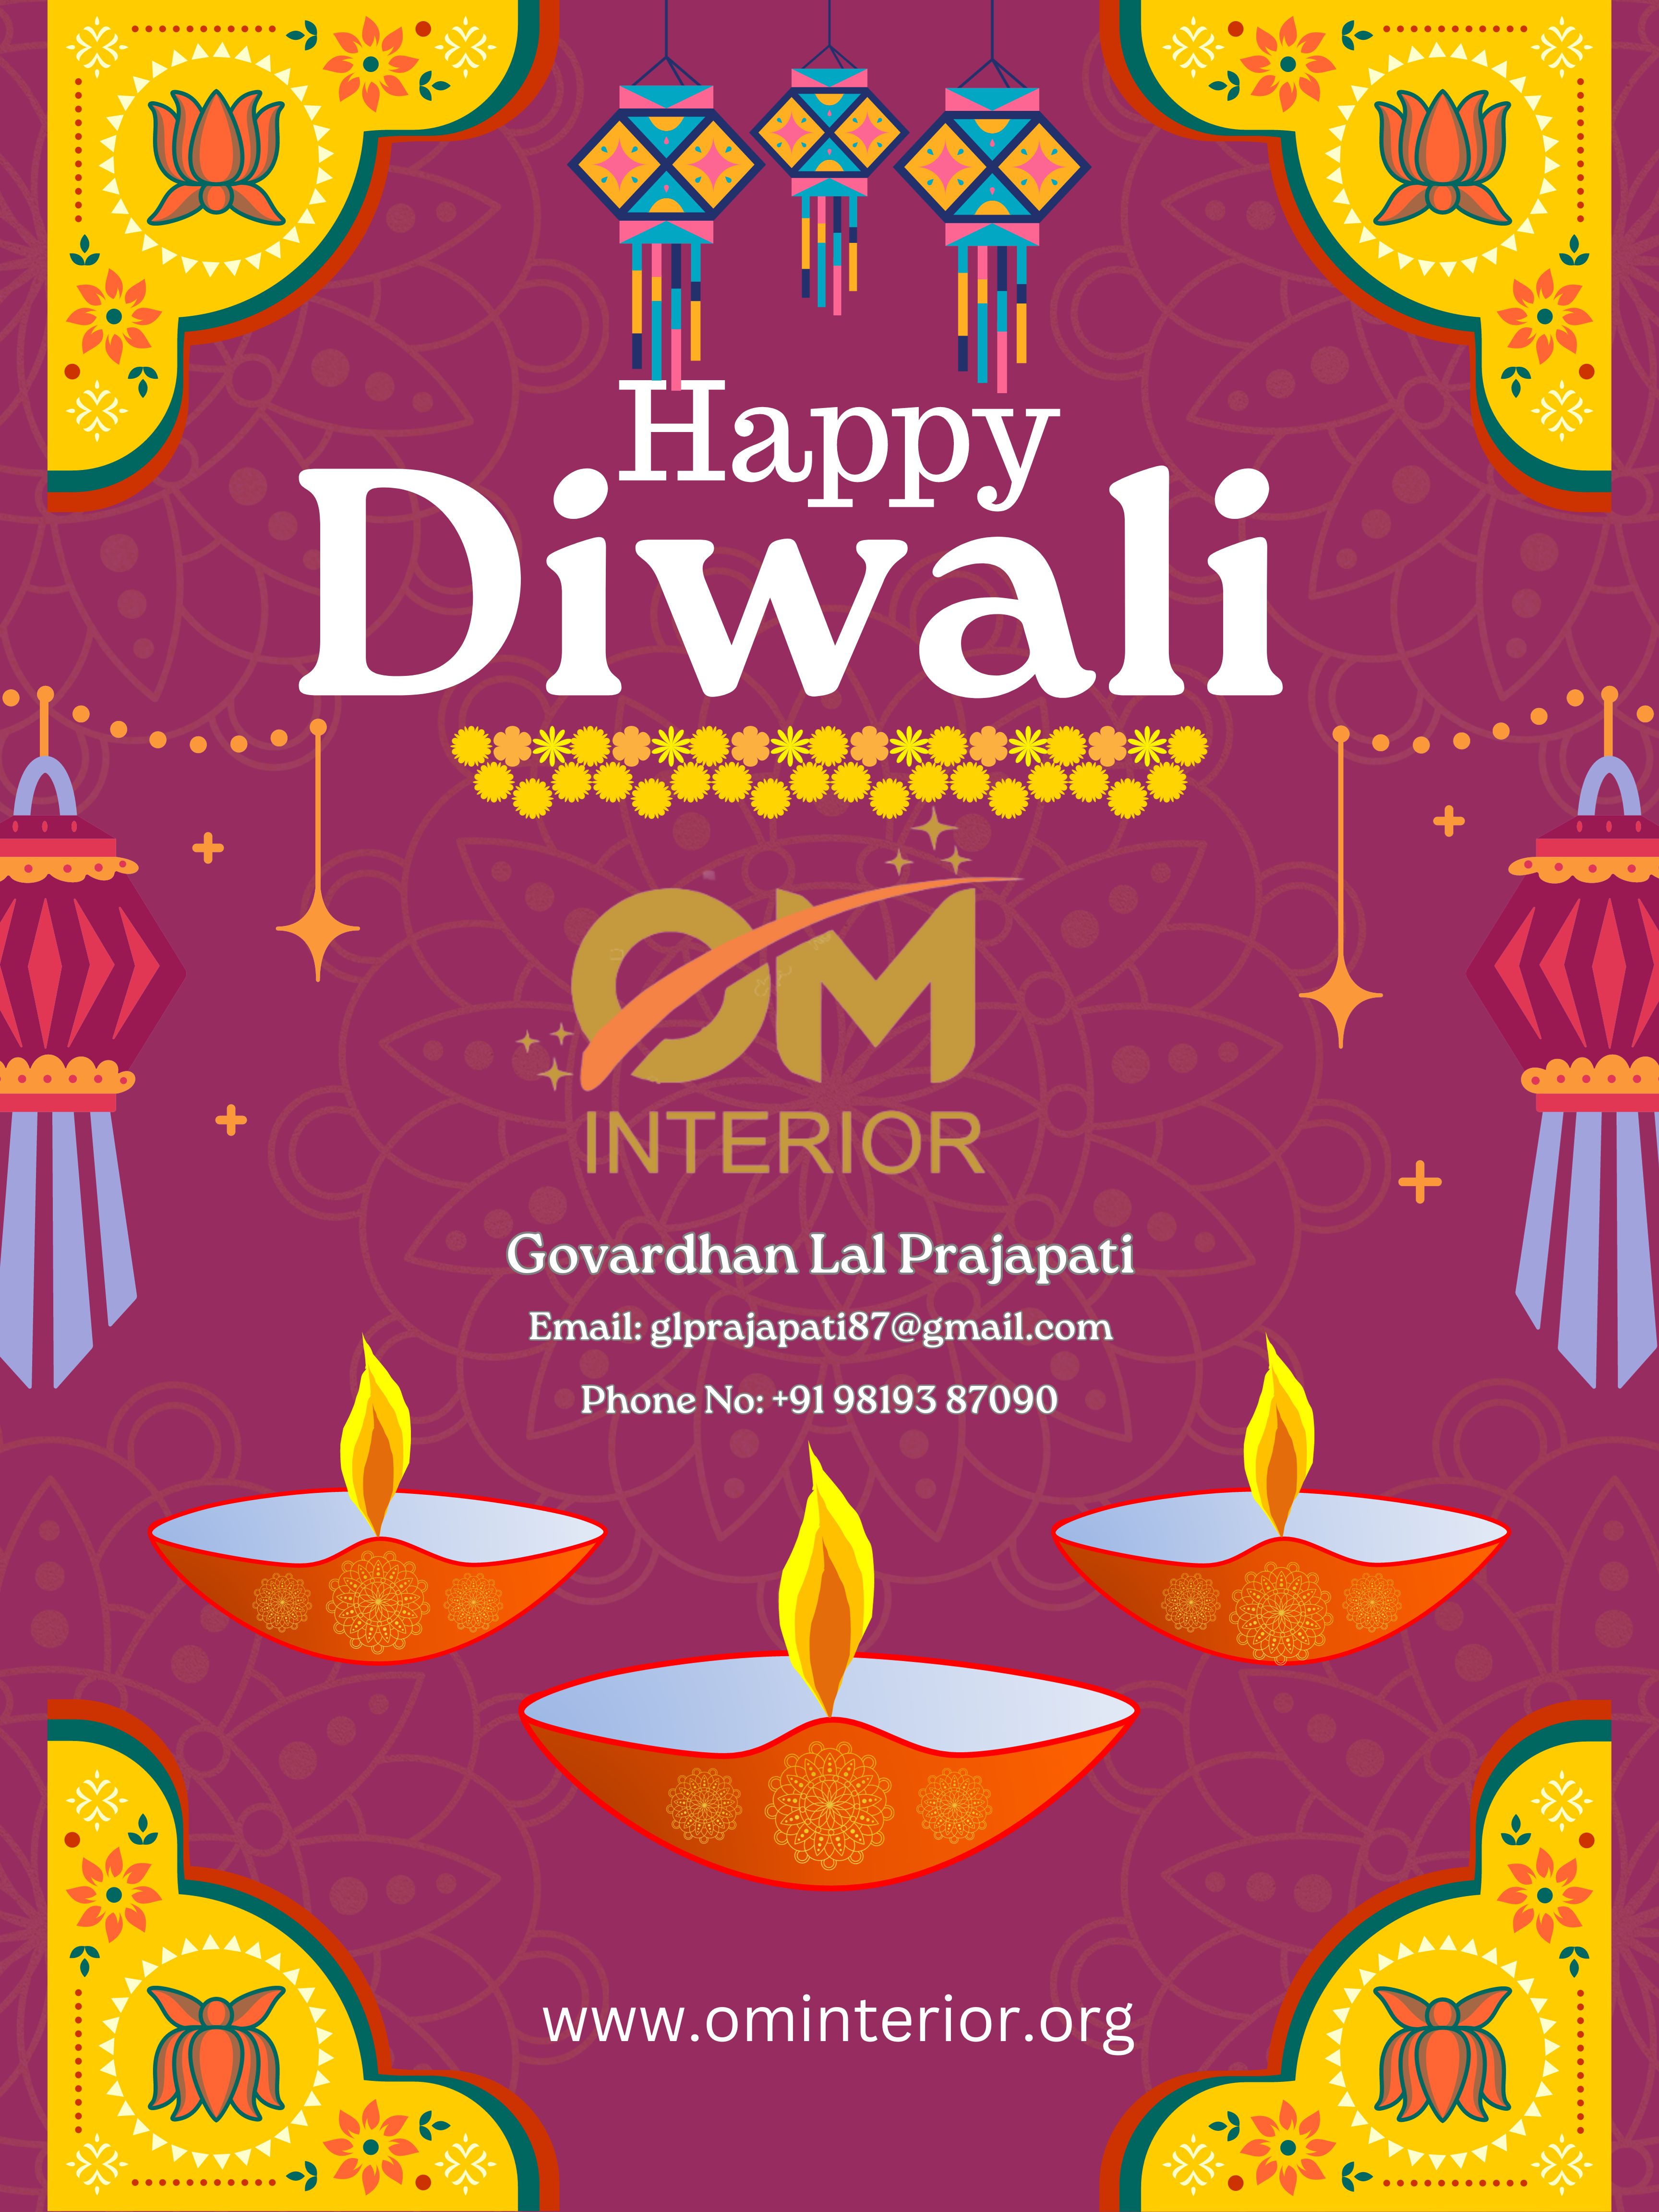 Happy
Diwali
OM
INTERIOR
Govardhan Lal Prajapati
Email: glprajapati87@gmail.com
Phone No: +91 98193 87090
www.ominterior.org